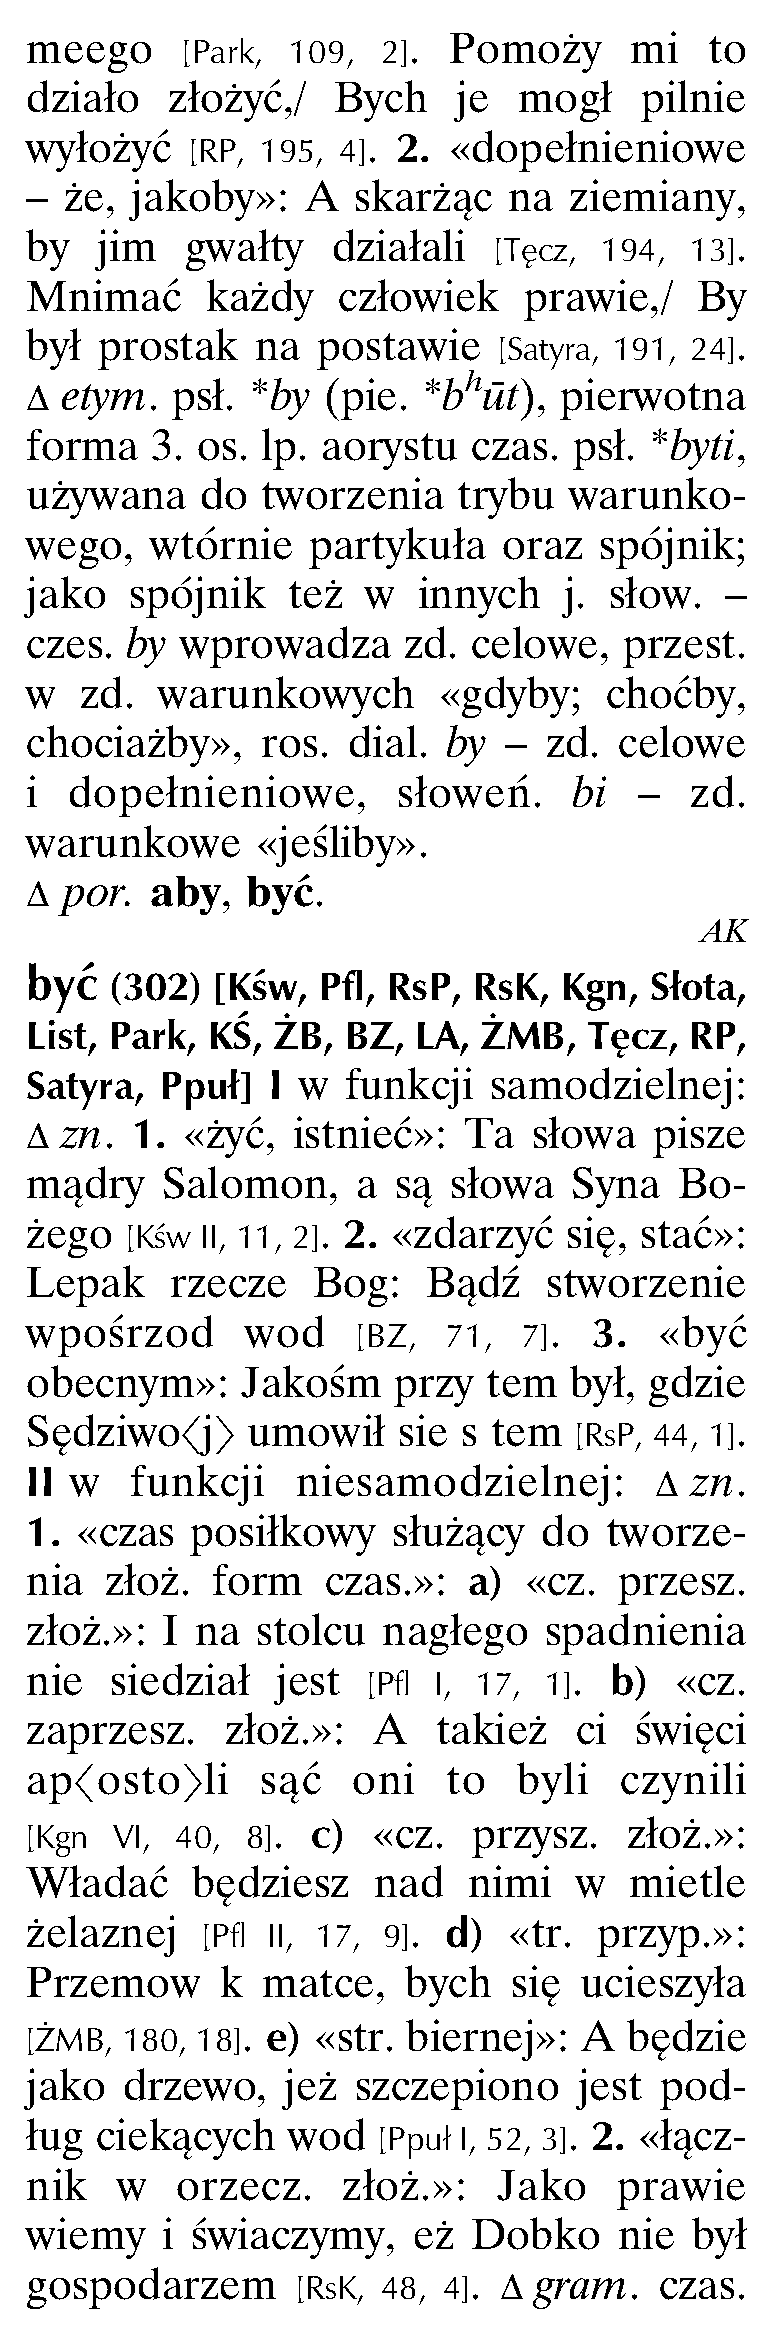 meego [Park, 109, 2]. Pomoży mi to
działo złożyć,/ Bych je mogł pilnie
wyłożyć [RP, 195, 4]. 2. «dopełnieniowe
– że, jakoby»: A skarżąc na ziemiany,
by jim gwałty działali [Tęcz, 194, 13].
Mnimać każdy człowiek prawie,/ By
był prostak na postawie [Satyra, 191, 24].
∆ etym. psł. *by (pie. *bʰūt), pierwotna
forma 3. os. lp. aorystu czas. psł. *byti,
używana do tworzenia trybu warunko-
wego, wtórnie partykuła oraz spójnik;
jako spójnik też w innych j. słow. –
czes. by wprowadza zd. celowe, przest.
w zd. warunkowych «gdyby; choćby,
chociażby», ros. dial. by – zd. celowe
i dopełnieniowe, słoweń. bi – zd.
warunkowe «jeśliby».
∆ por. aby, być.
AK
być (302) [Kśw, Pfl, RsP, RsK, Kgn, Słota,
List, Park, KŚ, ŻB, BZ, LA, ŻMB, Tęcz, RP,
Satyra, Ppuł] I w funkcji samodzielnej:
∆ zn. 1. «żyć, istnieć»: Ta słowa pisze
mądry Salomon, a są słowa Syna Bo-
żego [Kśw II, 11, 2]. 2. «zdarzyć się, stać»:
Lepak rzecze Bog: Bądź stworzenie
wpośrzod wod [BZ, 71, 7]. 3. «być
obecnym»: Jakośm przy tem był, gdzie
Sędziwo⟨j⟩ umowił sie s tem [RsP, 44, 1].
II w funkcji niesamodzielnej: ∆ zn.
1. «czas posiłkowy służący do tworze-
nia złoż. form czas.»: a) «cz. przesz.
złoż.»: I na stolcu nagłego spadnienia
nie siedział jest [Pfl I, 17, 1]. b) «cz.
zaprzesz. złoż.»: A takież ci święci
ap⟨osto⟩li sąć oni to byli czynili
[Kgn VI, 40, 8]. c) «cz. przysz. złoż.»:
Władać będziesz nad nimi w mietle
żelaznej [Pfl II, 17, 9]. d) «tr. przyp.»:
Przemow k matce, bych się ucieszyła
[ŻMB, 180, 18]. e) «str. biernej»: A będzie
jako drzewo, jeż szczepiono jest pod-
ług ciekących wod [Ppuł I, 52, 3]. 2. «łącz-
nik w orzecz. złoż.»: Jako prawie
wiemy i świaczymy, eż Dobko nie był
gospodarzem [RsK, 48, 4]. ∆ gram. czas.